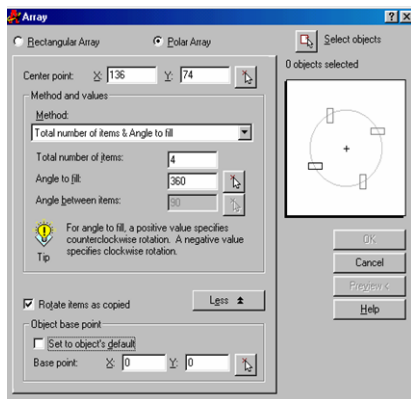 Array
Rectangular Array Polar Array Select objects
0 objects selected
Center point: X: 136 Y: 74
Method and values
Method:
Total number of items & Angle to fill
Total number of items: 4
Angle to fill: 360
Angle between items: 90
For angle to fill, a positive value specifies
counterclockwise rotation. A negative value
specifies clockwise rotation.
Tip
OK
Cancel
Preview <
Help
Rotate items as copied Less
Object base point
Set to object's default
Base point: X: 0 Y: 0